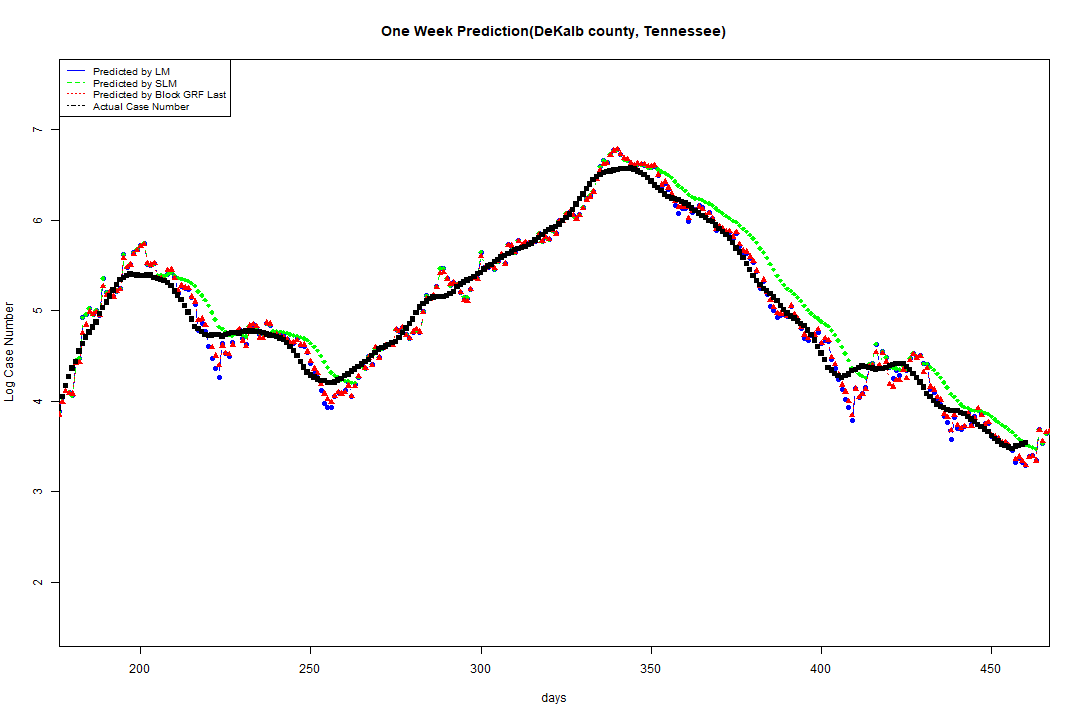 One Week Prediction(DeKalb county, Tennessee)
Predicted by LM
Predicted by SLM
Predicted by Block GRF Last
Actual Case Number
7
6
5
4
3
2
Log Case Number
200 250 300 350 400 450
days